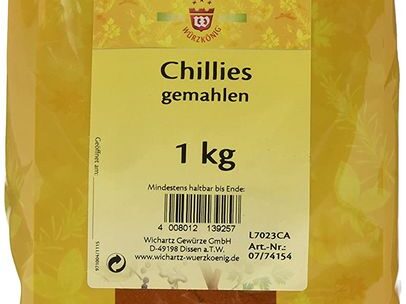 W
WÜRZKÖNIG
Chillies
gemahlen
Geöffnet am:
1 kg
Mindestens haltbar bis Ende:
4 008012 139257
L7023CA
Wichartz Gewürze GmbH
D-49198 Dissen a.T.W.
www.wichartz-wuerzkoenig.de
Art.-Nr.:
07/74154